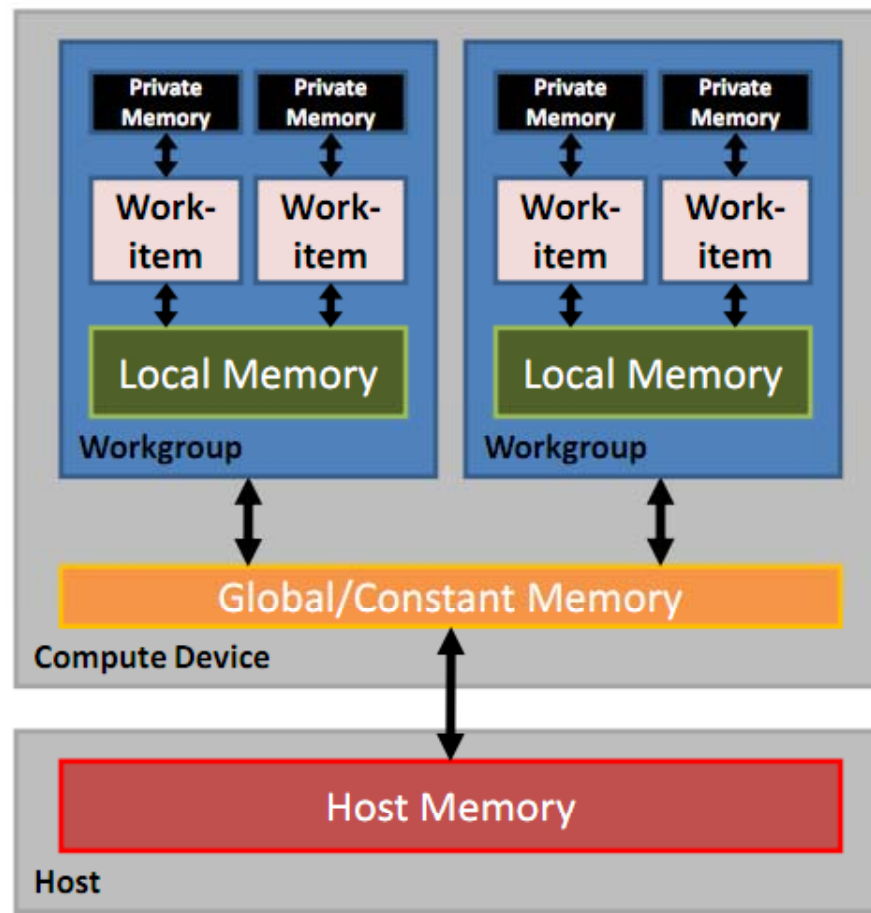 Private
Memory
Private
Memory
Private
Memory
Private
Memory
Work-
item
Work-
item
Work-
item
Work-
item
Local Memory
Local Memory
Workgroup
Workgroup
Global/Constant Memory
Compute Device
Host Memory
Host